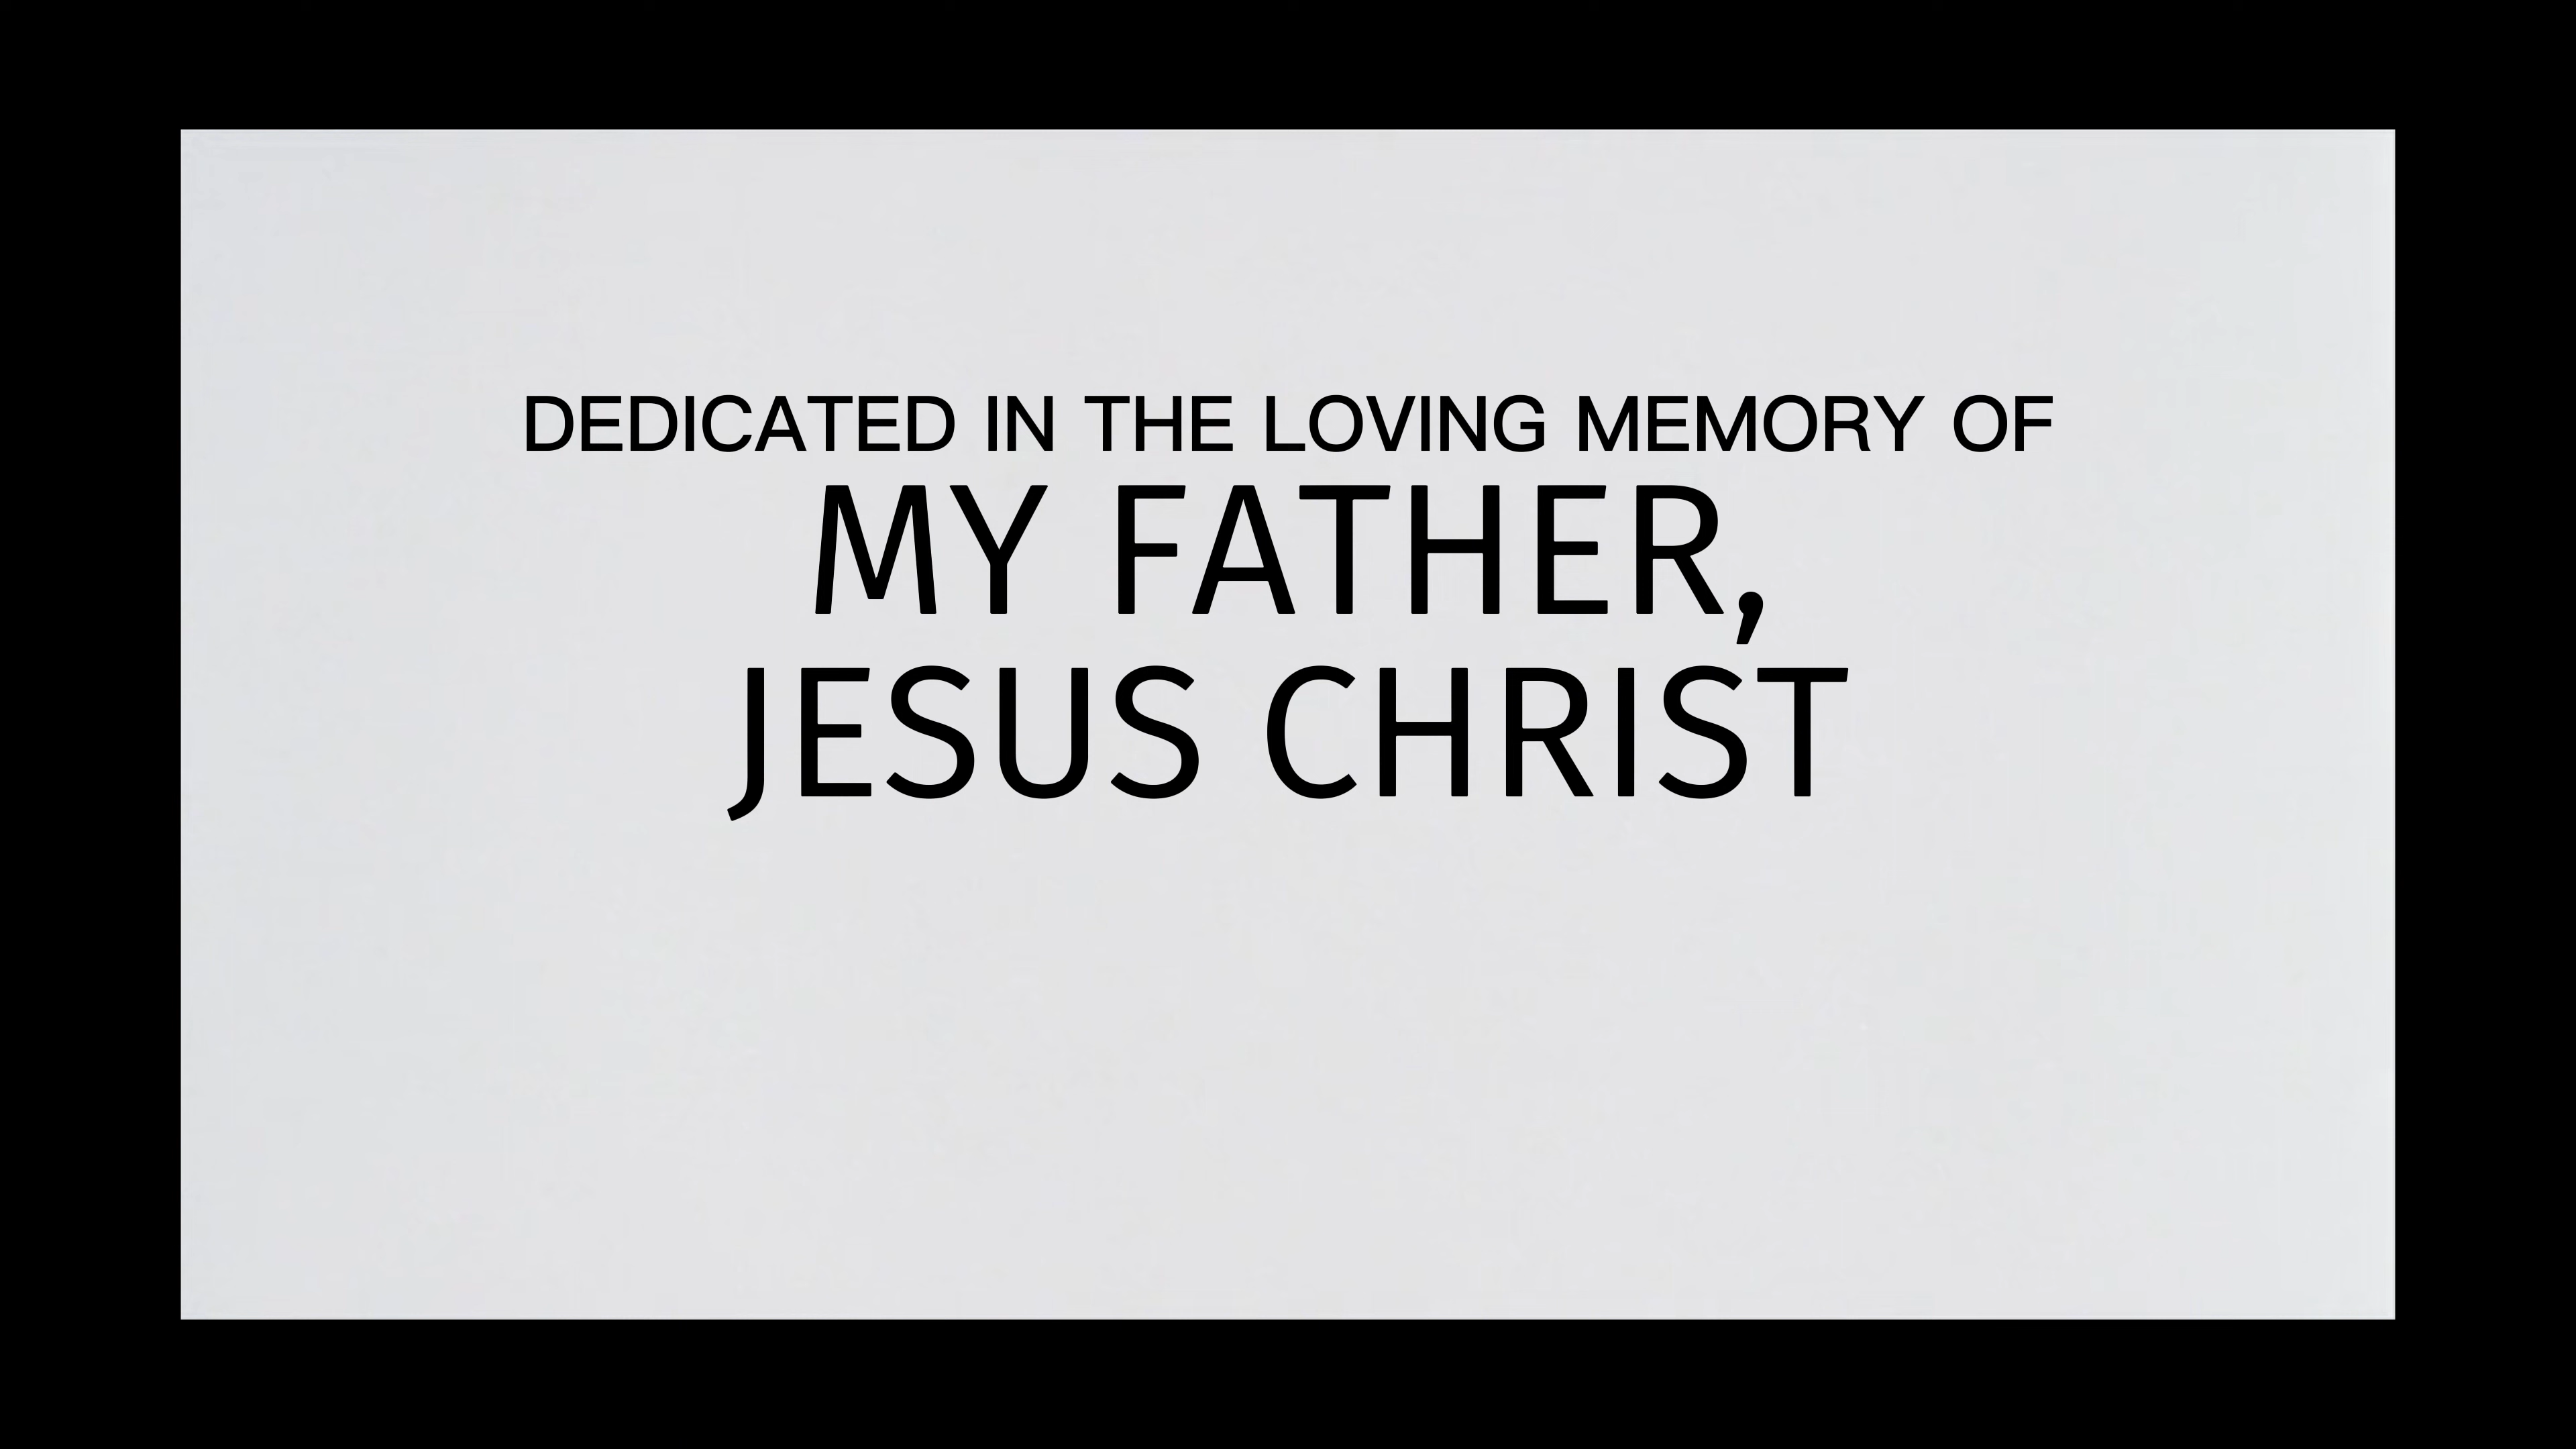 DEDICATED IN THE LOVING MEMORY OF
MY FATHER,
JESUS CHRIST